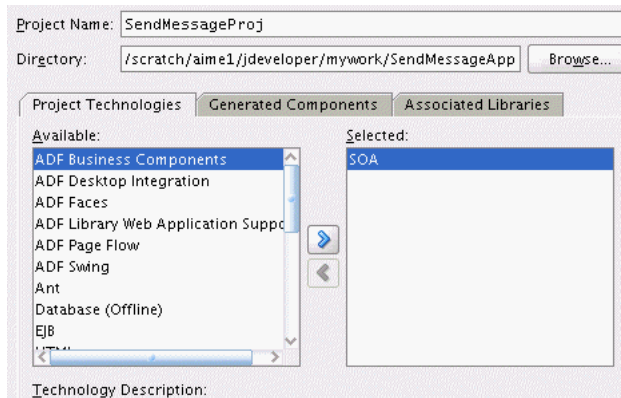 Project Name: SendMessageProj
Directory: /scratch/aime1/jdeveloper/mywork/SendMessageApp Browse...
Project Technologies Generated Components Associated Libraries
Available: Selected:
ADF Business Components SOA
ADF Desktop Integration
ADF Faces
ADF Library Web Application Suppo
ADF Page Flow
ADF Swing
Ant
Database (Offline)
EJB
Technology Description: